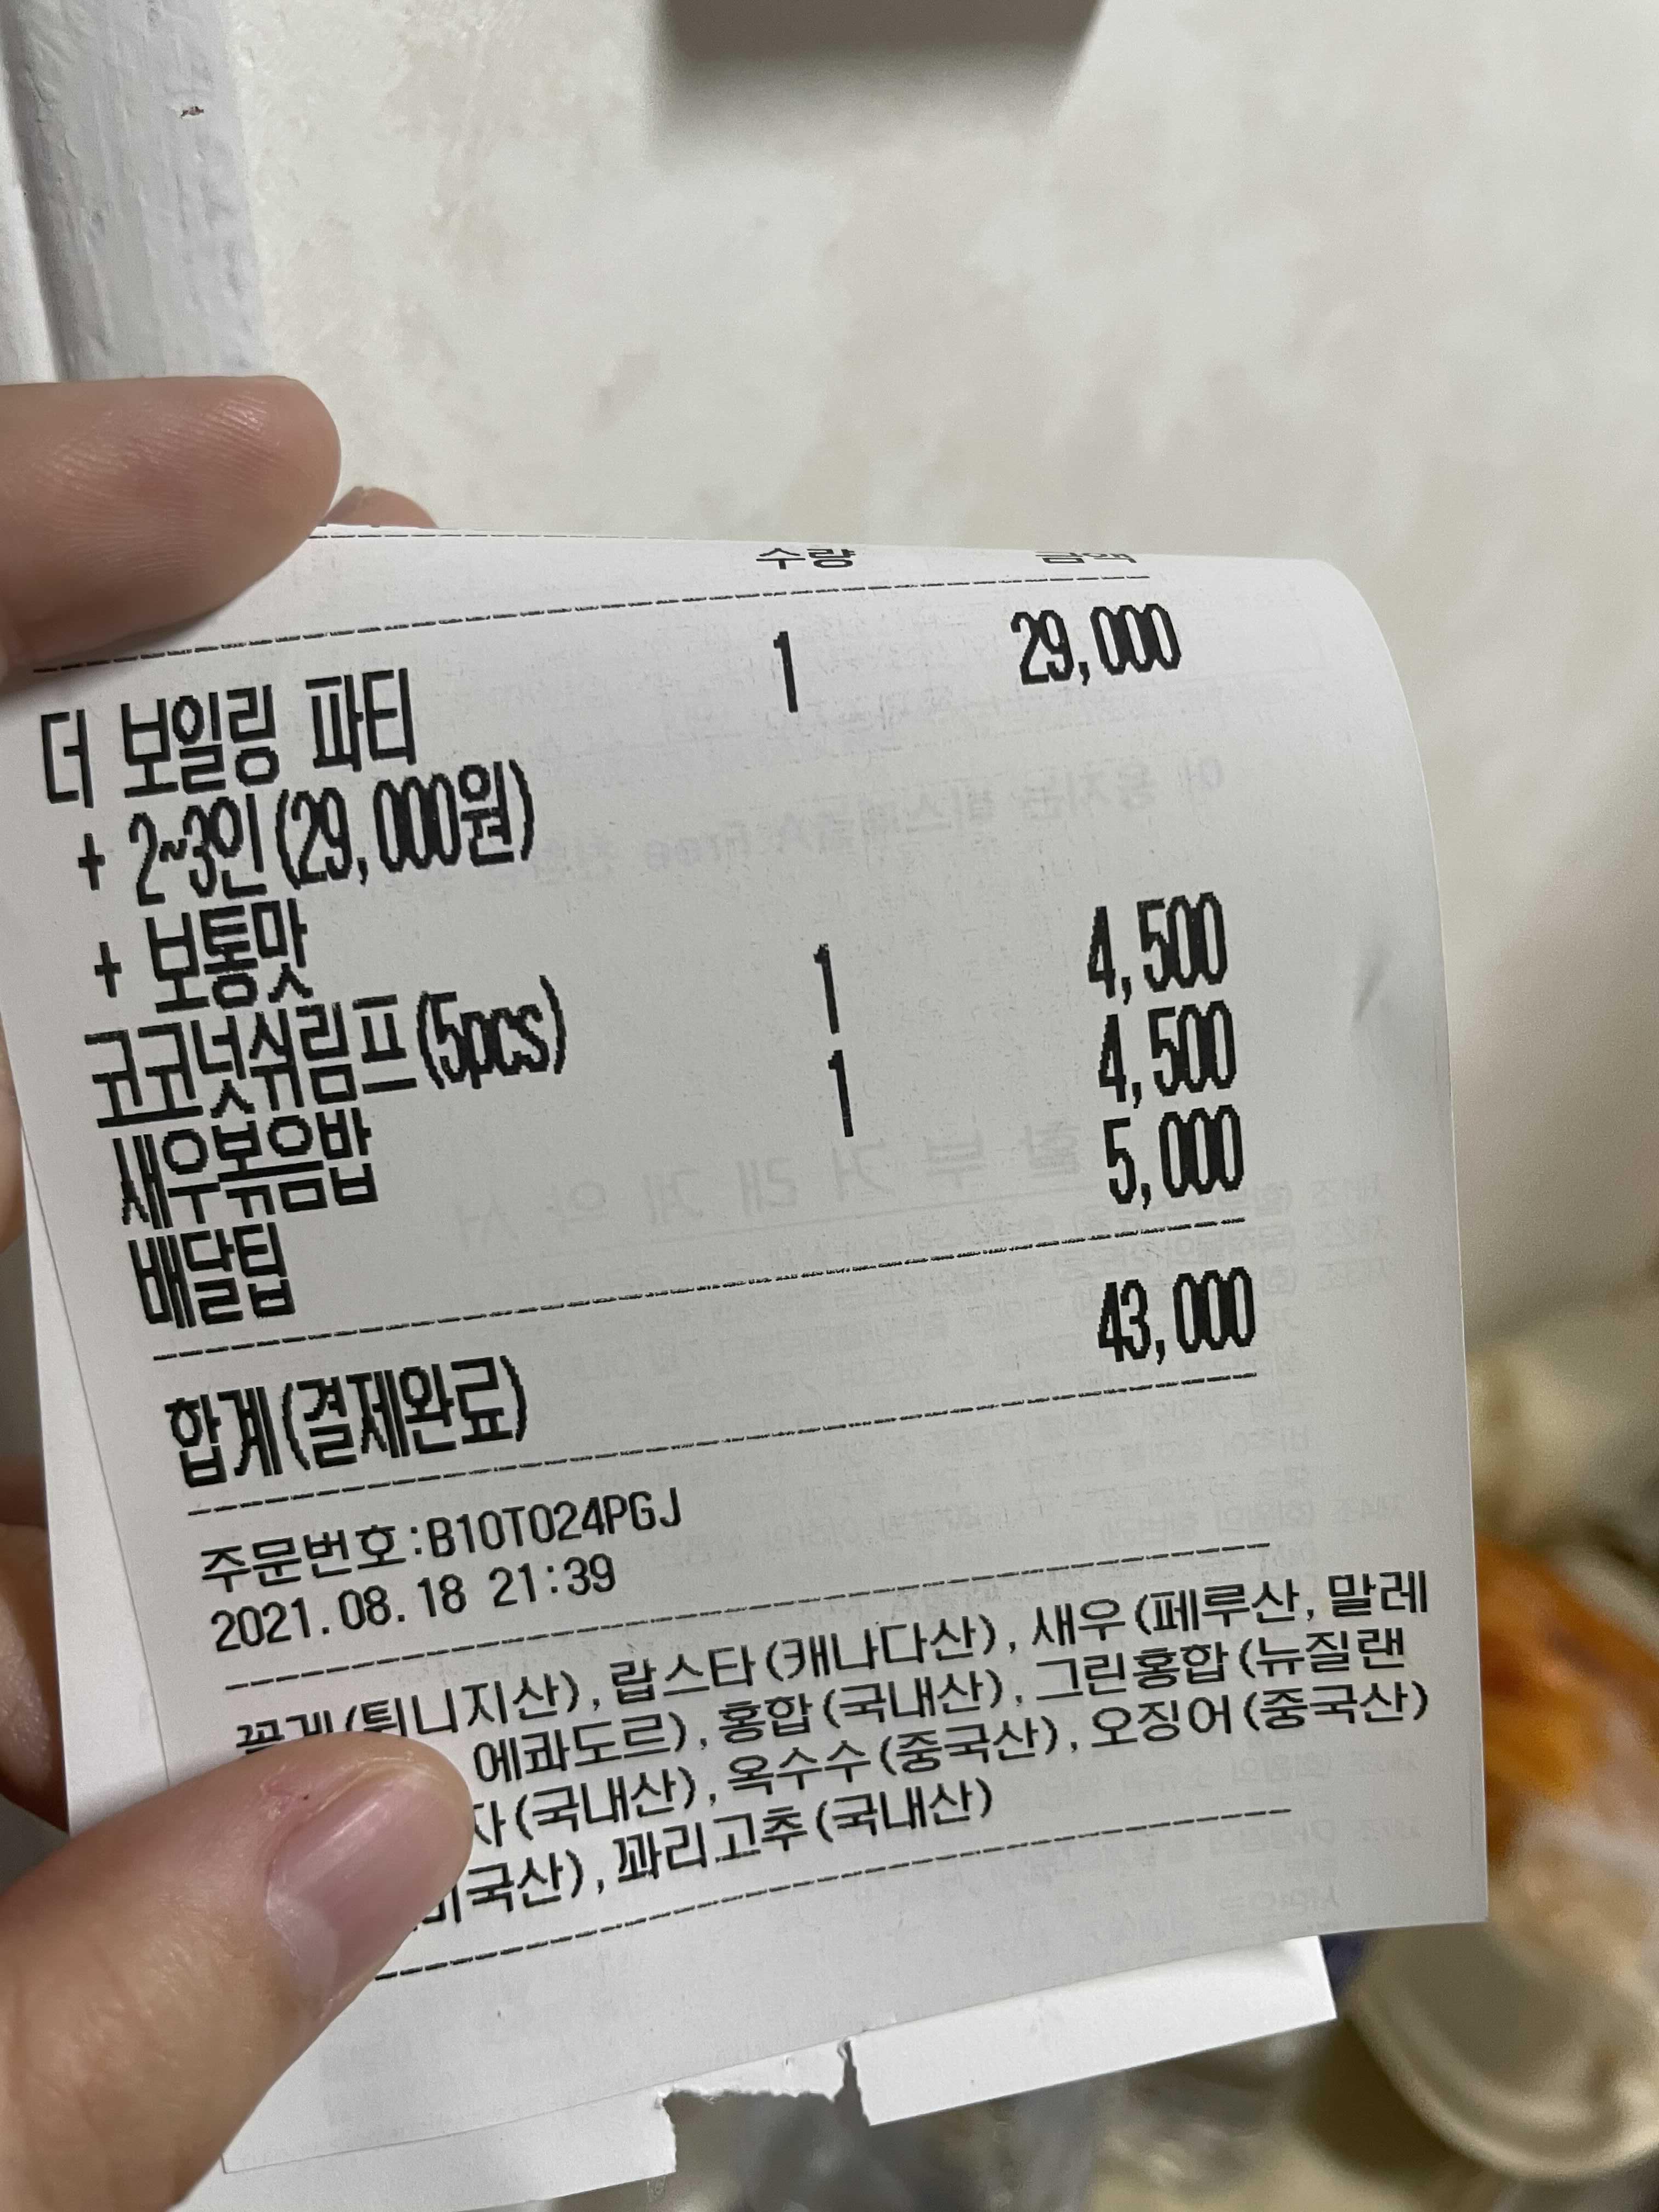 수량 금액
더 보일링 파티 1 29,000
+ 2~3인(29,000원)
+ 보통맛
코코넛쉬림프(5pcs) 1 4,500
새우볶음밥 1 4,500
배달팁 5,000
합계(결제완료) 43,000
주문번호:B10T024PGJ
2021.08.18 21:39
꽃게(튀니지산), 랍스타(캐나다산), 새우(페루산, 말레
에콰도르), 홍합(국내산), 그린홍합(뉴질랜
자(국내산), 옥수수(중국산), 오징어(중국산)
미국산), 꽈리고추(국내산)